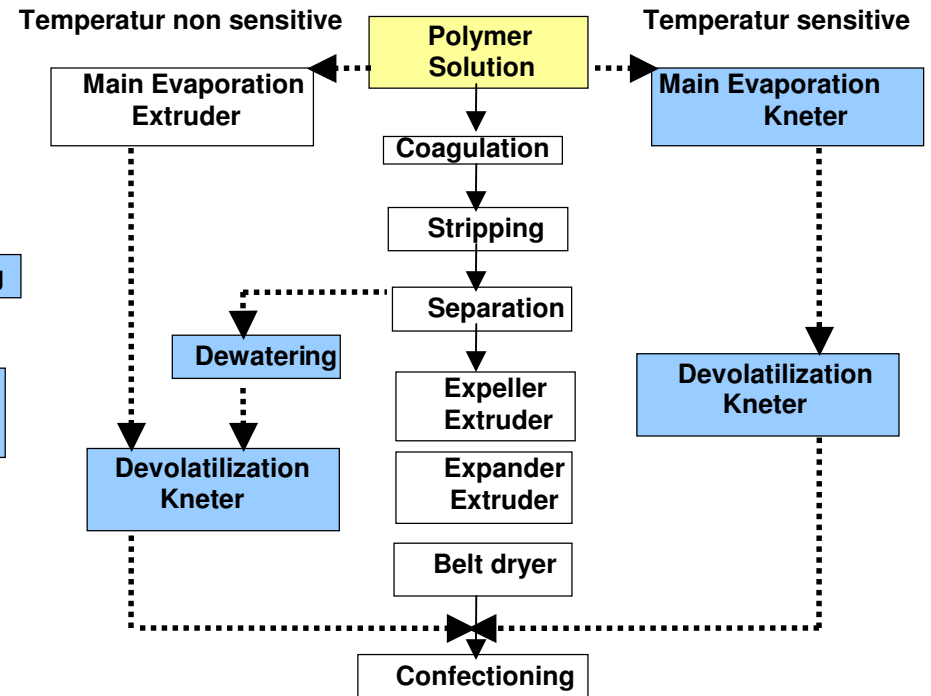 Temperatur non sensitive
Temperatur sensitive
Polymer
Solution
Main Evaporation
Extruder
Main Evaporation
Kneter
Coagulation
Stripping
Separation
Dewatering
Expeller
Extruder
Devolatilization
Kneter
Devolatilization
Kneter
Expander
Extruder
Belt dryer
Confectioning